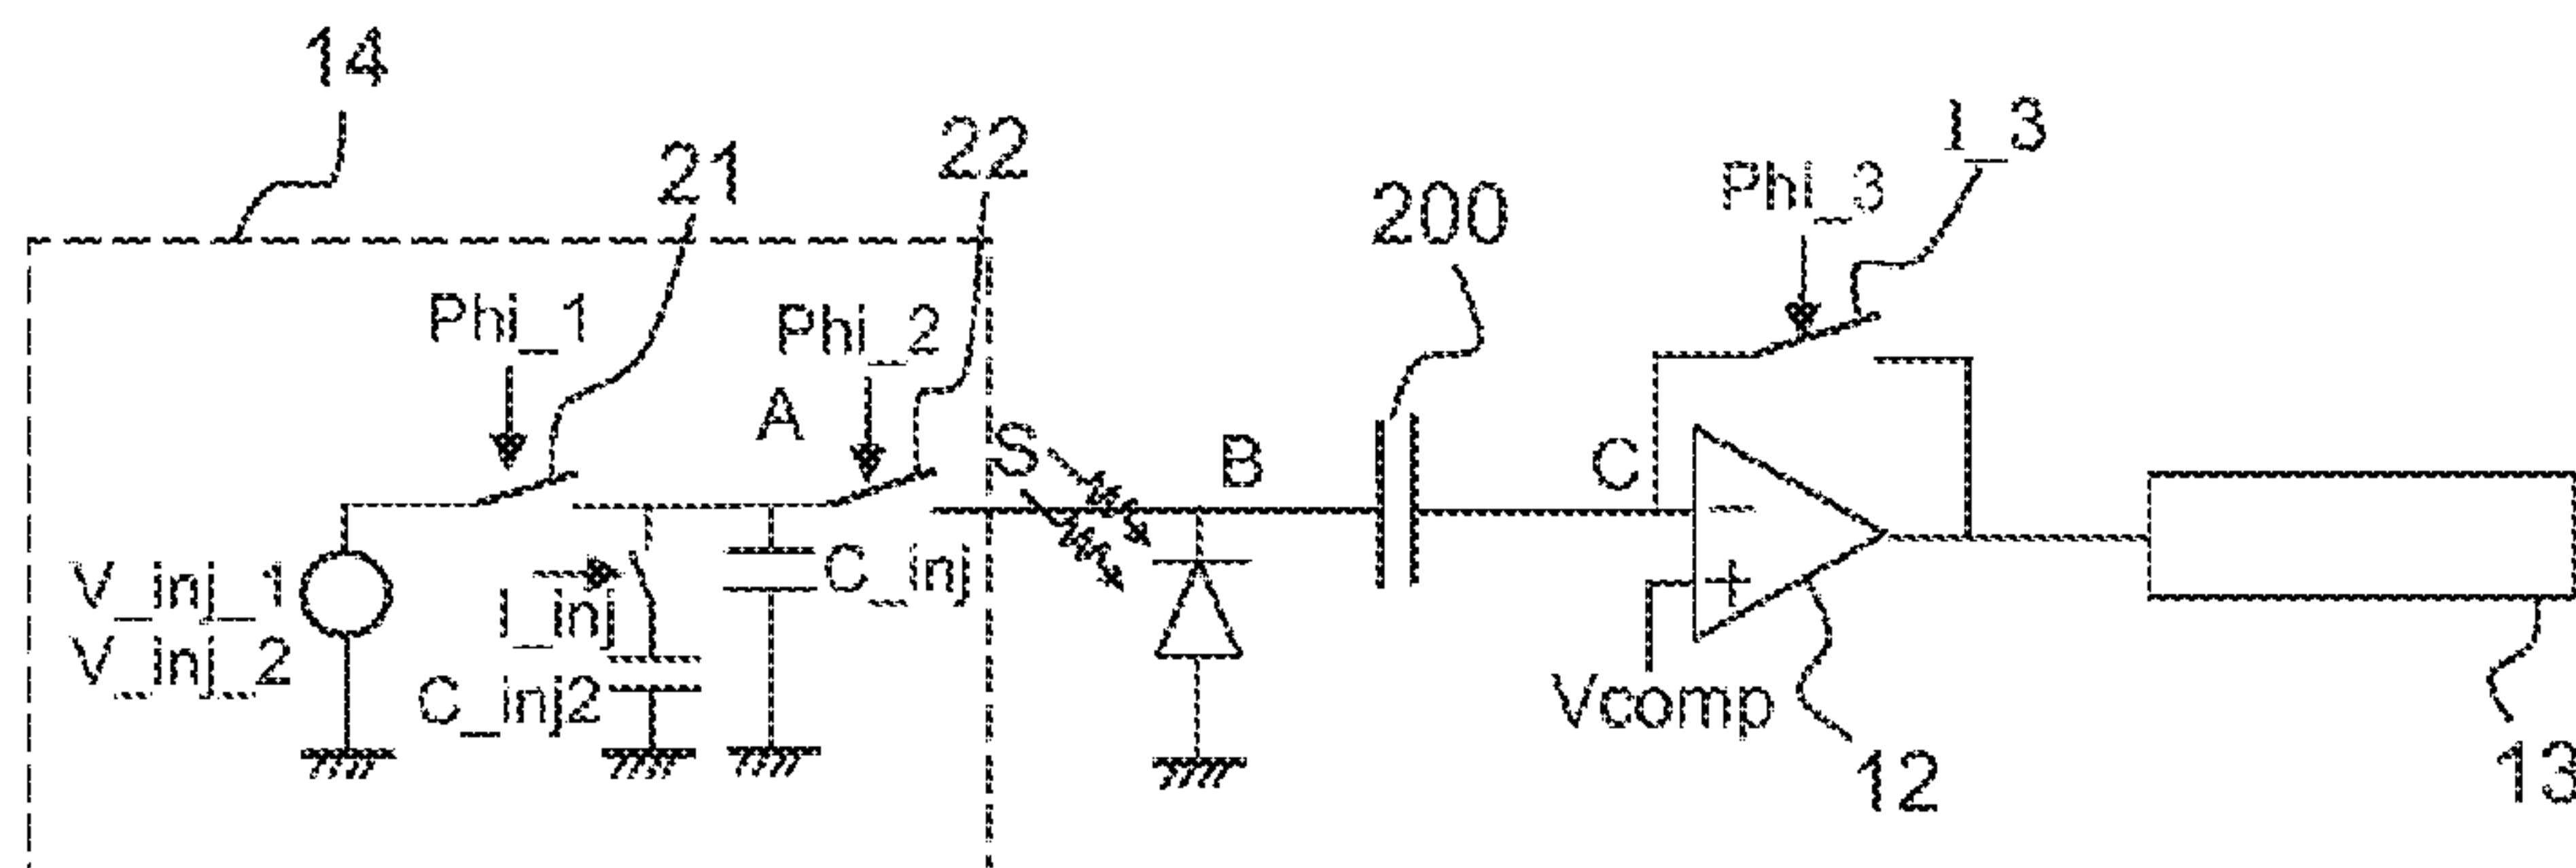 14
21
22
I_3
Phi_3
200
Phi_1
Phi_2
A
S
B
C
V_inj_1
V_inj_2
I_inj
C_inj
C_inj2
−
+
Vcomp
12
13